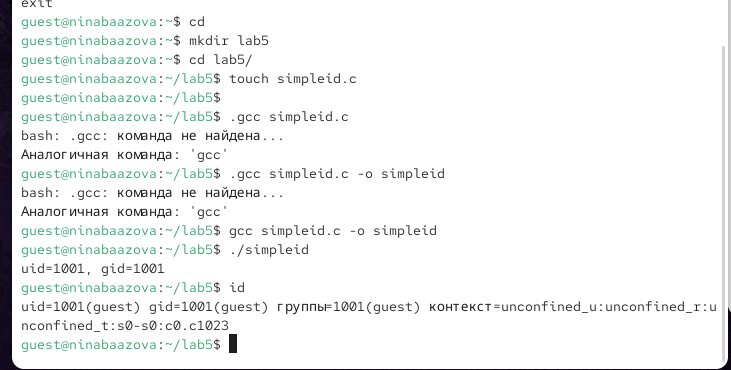 exit
guest@ninabaazova:~$ cd
guest@ninabaazova:~$ mkdir lab5
guest@ninabaazova:~$ cd lab5/
guest@ninabaazova:~/lab5$ touch simpleid.c
guest@ninabaazova:~/lab5$
guest@ninabaazova:~/lab5$ .gcc simpleid.c
bash: .gcc: команда не найдена...
Аналогичная команда: 'gcc'
guest@ninabaazova:~/lab5$ .gcc simpleid.c -o simpleid
bash: .gcc: команда не найдена...
Аналогичная команда: 'gcc'
guest@ninabaazova:~/lab5$ gcc simpleid.c -o simpleid
guest@ninabaazova:~/lab5$ ./simpleid
uid=1001, gid=1001
guest@ninabaazova:~/lab5$ id
uid=1001(guest) gid=1001(guest) группы=1001(guest) контекст=unconfined_u:unconfined_r:u
nconfined_t:s0-s0:c0.c1023
guest@ninabaazova:~/lab5$